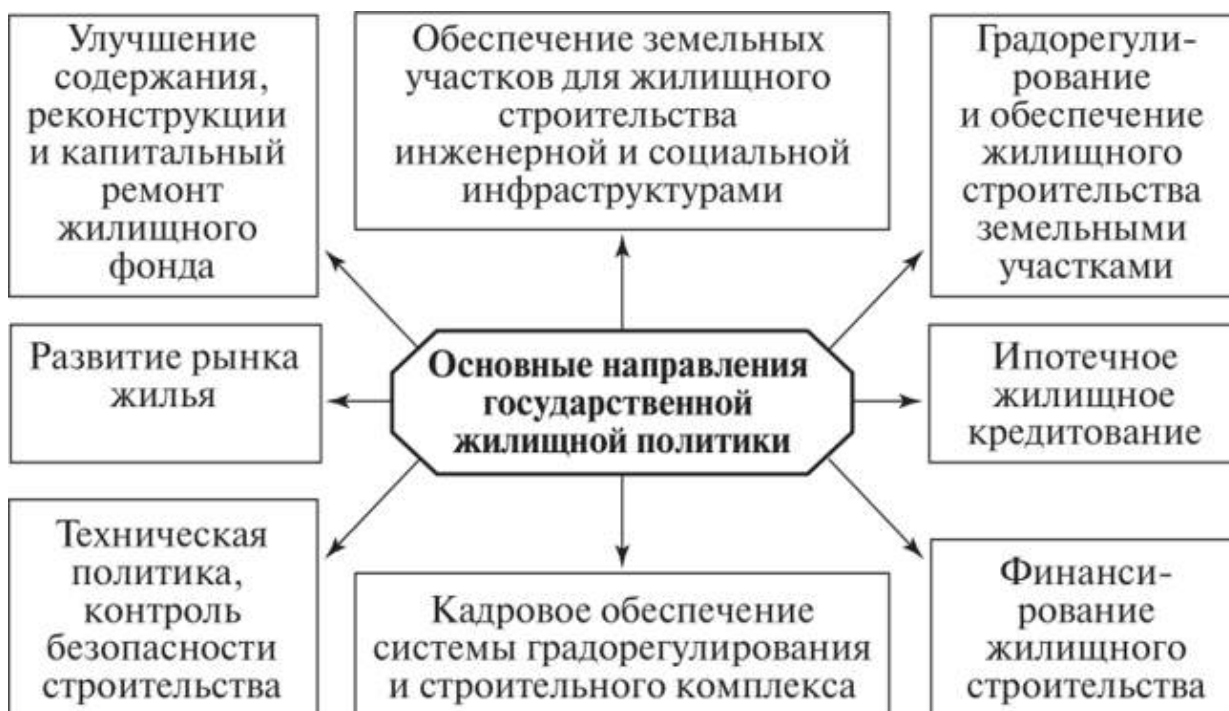 Улучшение
содержания,
реконструкции
и капитальный
ремонт
жилищного
фонда
Обеспечение земельных
участков для жилищного
строительства
инженерной и социальной
инфраструктурами
Градорегули-
рование
и обеспечение
жилищного
строительства
земельными
участками
Развитие рынка
жилья
Основные направления
государственной
жилищной политики
Ипотечное
жилищное
кредитование
Техническая
политика,
контроль
безопасности
строительства
Кадровое обеспечение
системы градорегулирования
и строительного комплекса
Финанси-
рование
жилищного
строительства